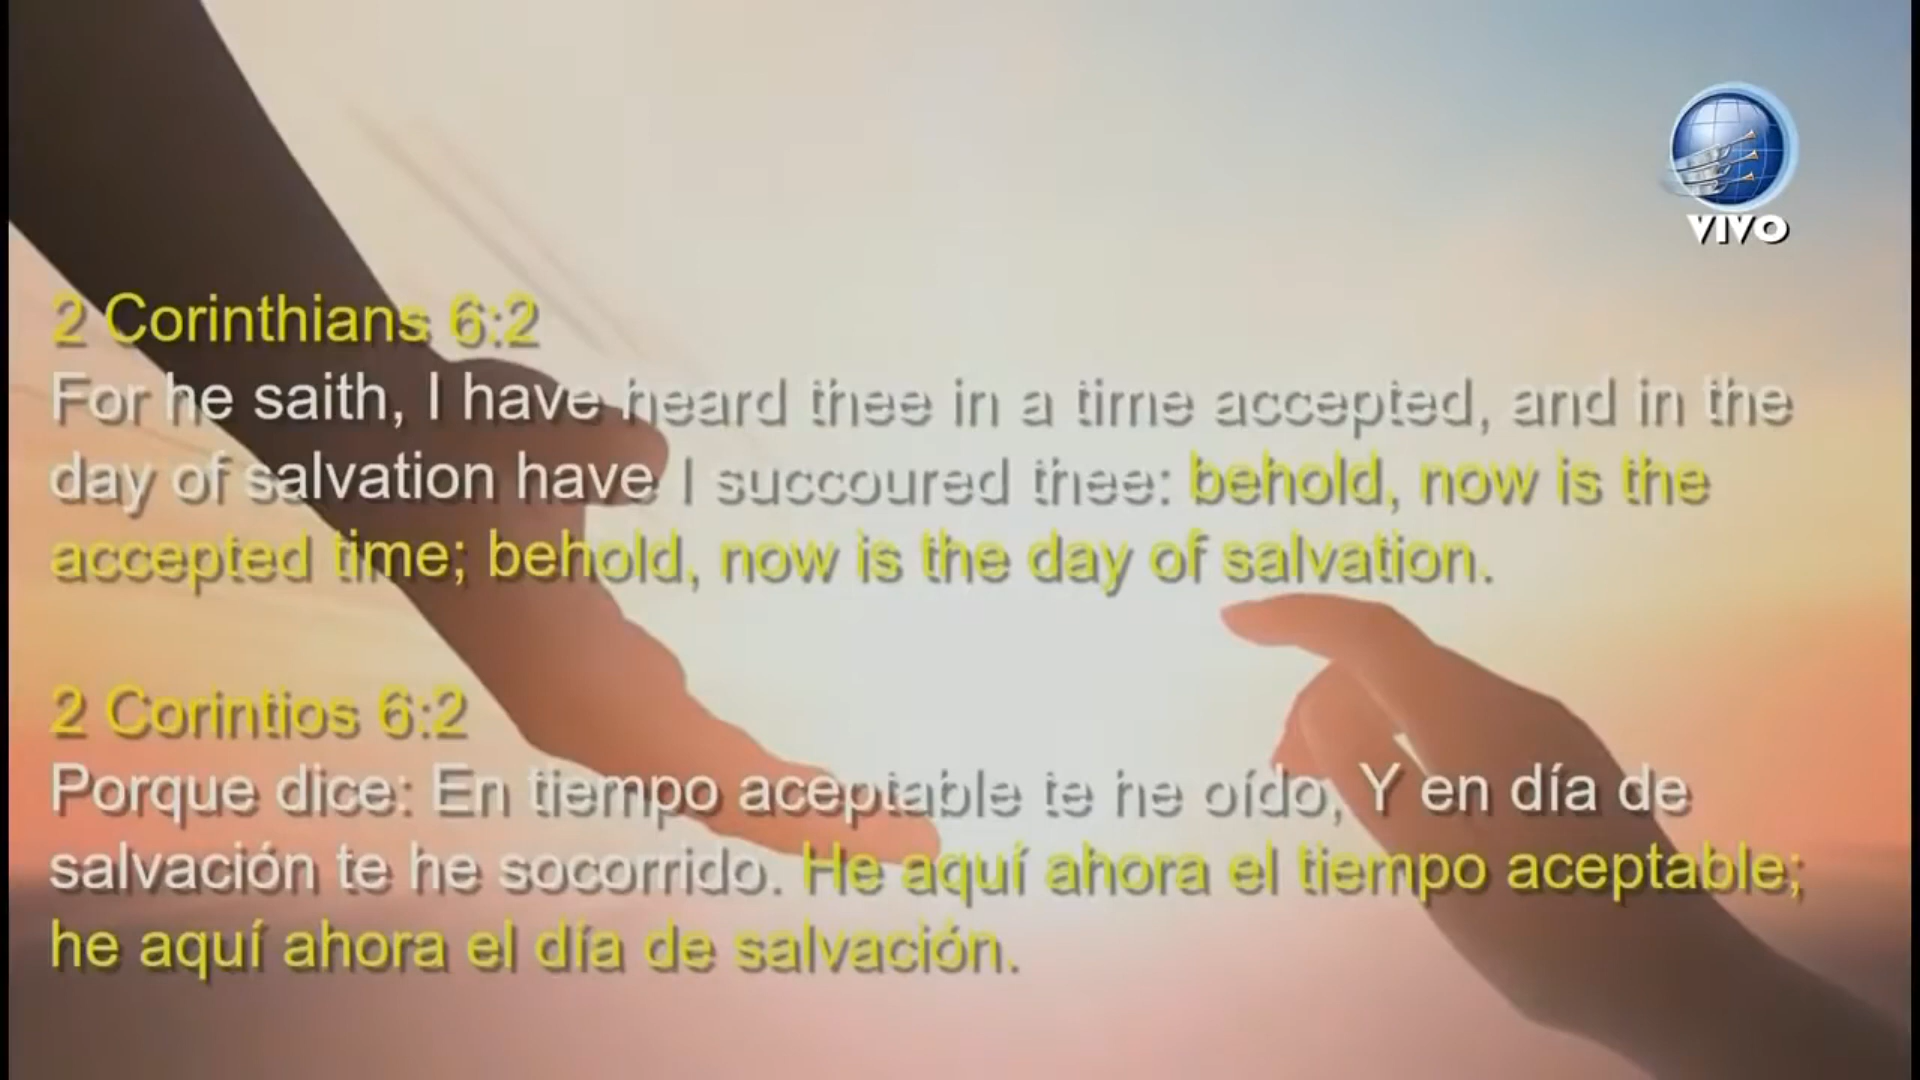 VIVO
2 Corinthians 6:2
For he saith, I have heard thee in a time accepted, and in the
day of salvation have I succoured thee: behold, now is the
accepted time; behold, now is the day of salvation.
2 Corintios 6:2
Porque dice: En tiempo aceptable te he oído, Y en día de
salvación te he socorrido. He aquí ahora el tiempo aceptable;
he aquí ahora el día de salvación.